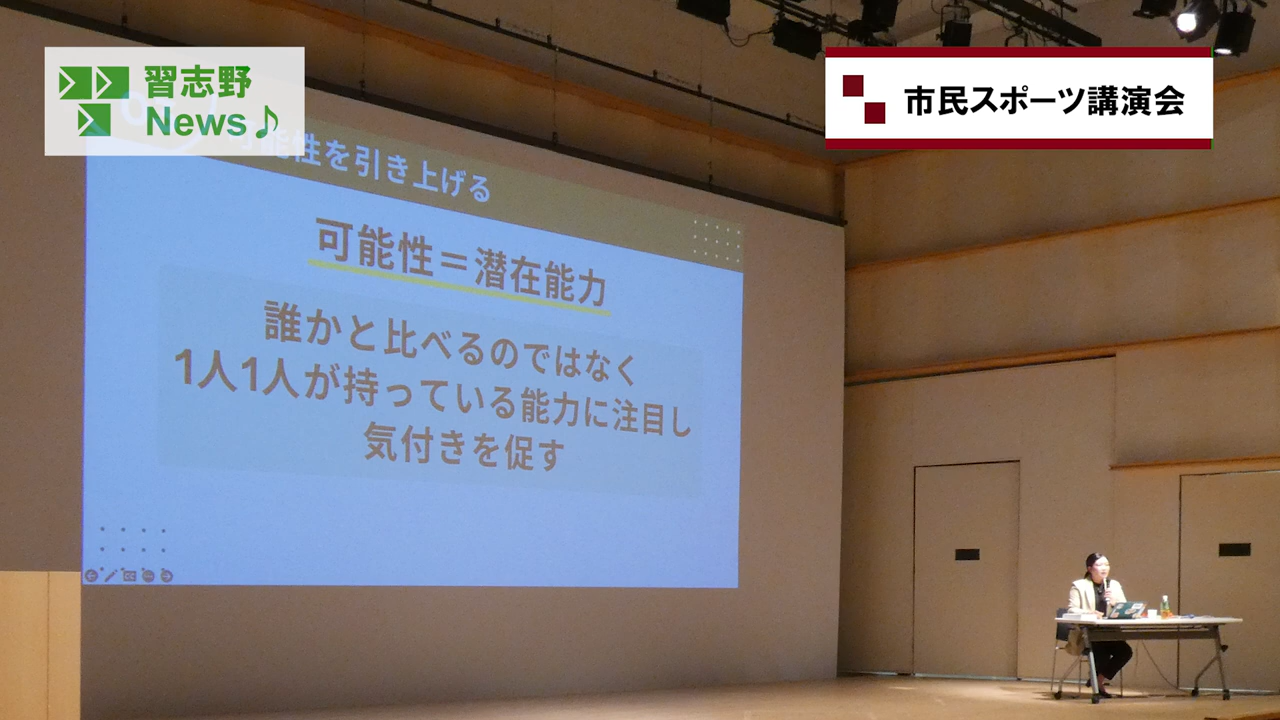 習志野
News♪
市民スポーツ講演会
可能性を引き上げる
可能性＝潜在能力
誰かと比べるのではなく
1人1人が持っている能力に注目し
気付きを促す